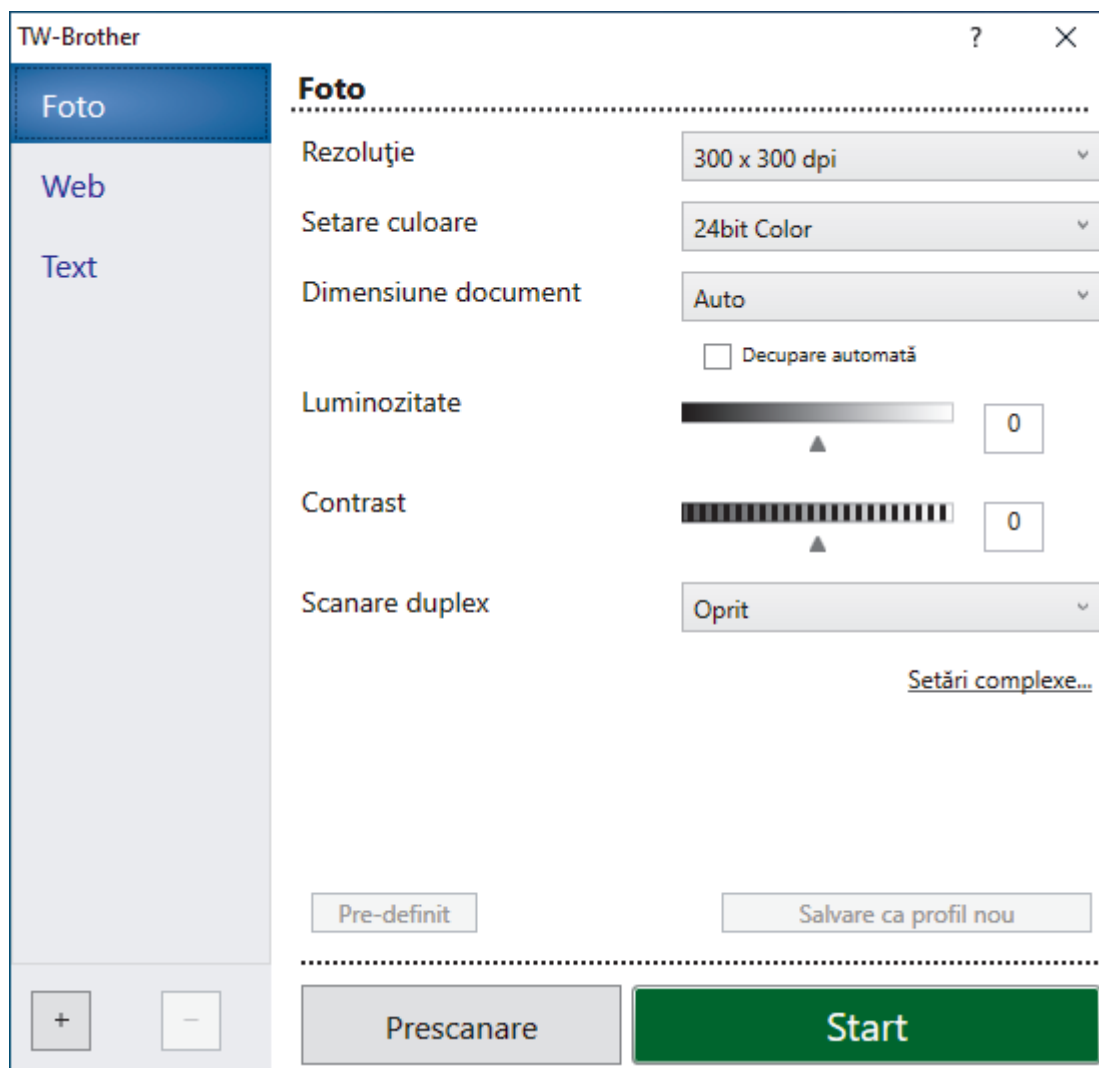 TW-Brother ? ×
Foto
Web
Text
+ −
Foto
Rezoluţie 300 x 300 dpi
Setare culoare 24bit Color
Dimensiune document Auto
Decupare automată
Luminozitate 0
Contrast 0
Scanare duplex Oprit
Setări complexe...
Pre-definit Salvare ca profil nou
Prescanare Start